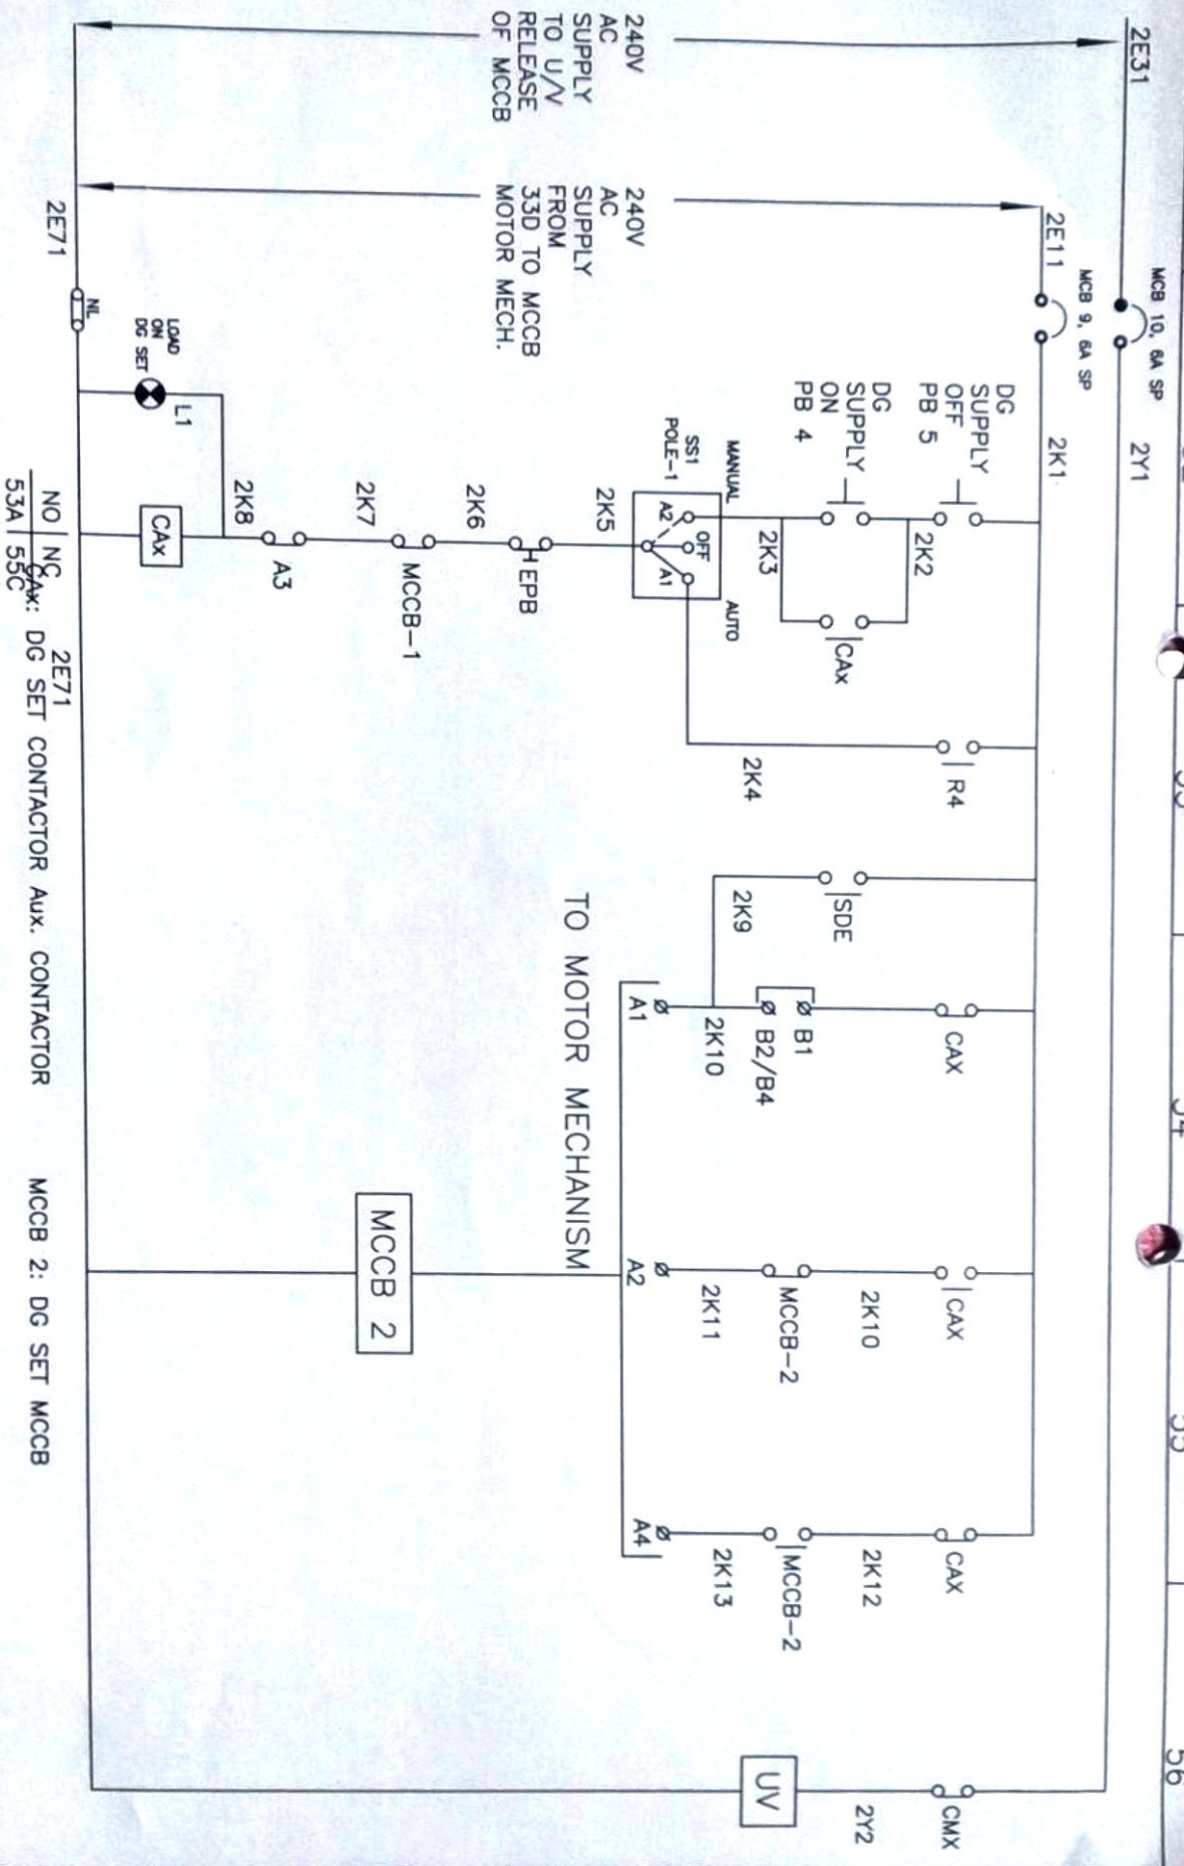 2E31
MCB 10, 6A SP
2Y1
240V
AC
SUPPLY
TO U/V
RELEASE
OF MCCB
240V
AC
SUPPLY
FROM
33D TO MCCB
MOTOR MECH.
2E11
MCB 9, 6A SP
2K1
DG
SUPPLY
OFF
PB 5
DG
SUPPLY
ON
PB 4
2K2
2K3
CAx
R4
2K4
MANUAL
OFF
AUTO
A2
A1
SS1
POLE-1
2K5
EPB
2K6
MCCB-1
2K7
A3
2K8
CAx
L1
LOAD
ON
DG SET
NL
2E71
2E71
SDE
2K9
CAX
B1
B2/B4
2K10
A1
CAX
2K10
MCCB-2
2K11
A2
CAX
2K12
MCCB-2
2K13
A4
TO MOTOR MECHANISM
MCCB 2
CMX
2Y2
UV
NO NC
53A 55C
CAx: DG SET CONTACTOR Aux. CONTACTOR
MCCB 2: DG SET MCCB
56